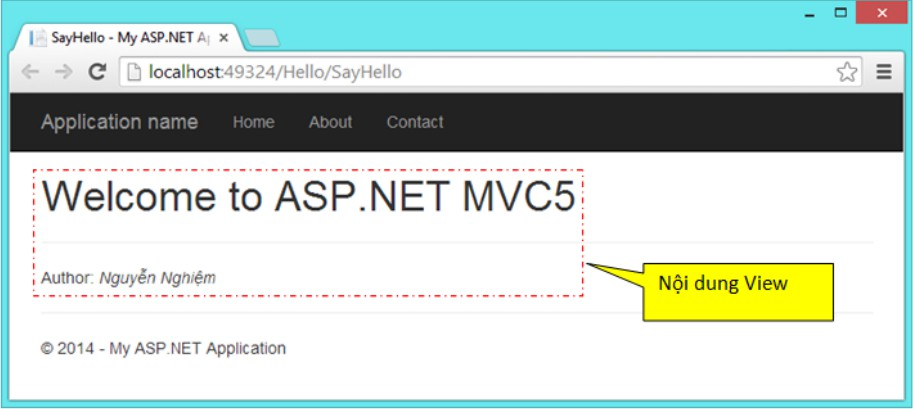 SayHello - My ASP.NET A
localhost:49324/Hello/SayHello
Application name Home About Contact
Welcome to ASP.NET MVC5
Author: Nguyễn Nghiệm
Nội dung View
© 2014 - My ASP.NET Application